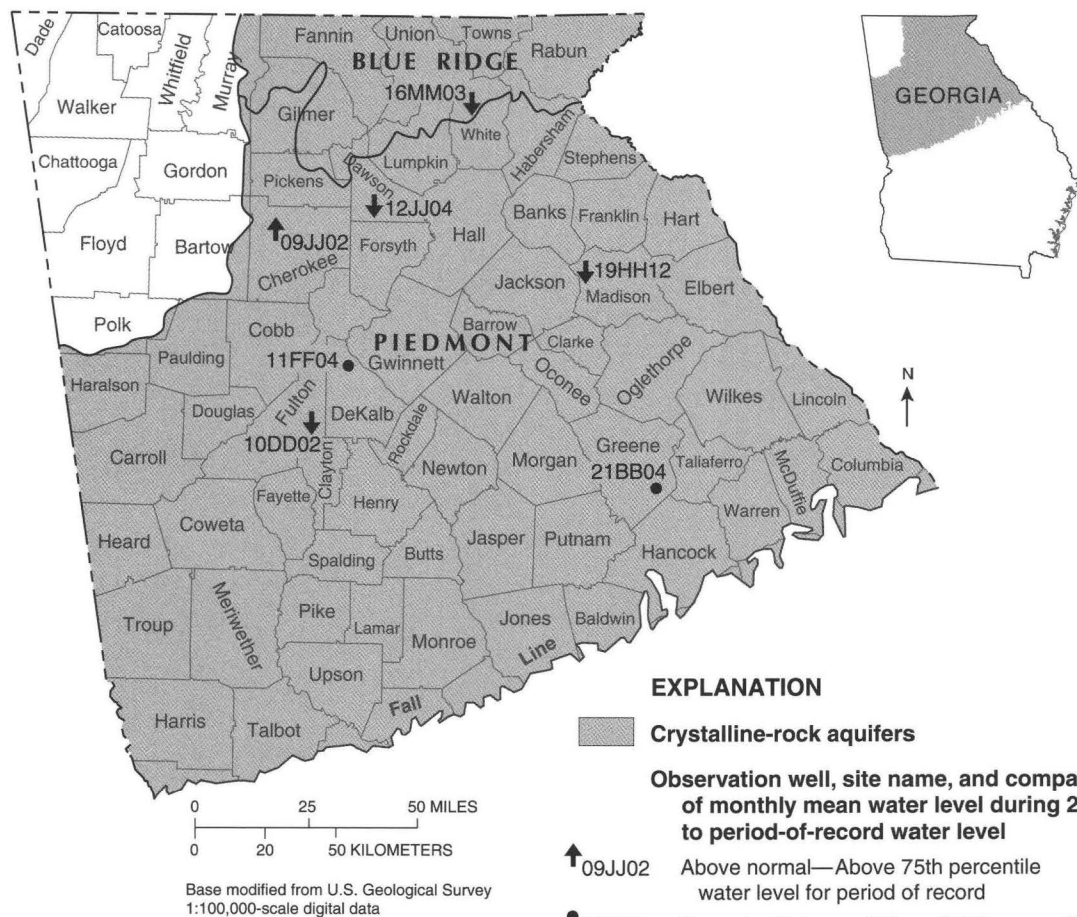 Dade
Catoosa
Whitfield
Murray
Fannin
Union
Towns
Rabun
BLUE RIDGE
GEORGIA
Walker
Gilmer
16MM03
White
Habersham
Chattooga
Gordon
Pickens
Dawson
Lumpkin
Stephens
12JJ04
Banks
Franklin
Hart
Floyd
Bartow
09JJ02
Cherokee
Forsyth
Hall
Jackson
19HH12
Madison
Elbert
Polk
Cobb
PIEDMONT
Barrow
Clarke
Paulding
11FF04
Gwinnett
Oconee
Oglethorpe
Haralson
Douglas
Fulton
DeKalb
Rockdale
Walton
Wilkes
Lincoln
N
10DD02
Carroll
Clayton
Newton
Morgan
Greene
21BB04
Taliaferro
McDuffie
Columbia
Fayette
Henry
Warren
Heard
Coweta
Spalding
Butts
Jasper
Putnam
Hancock
Troup
Meriwether
Pike
Lamar
Monroe
Jones
Baldwin
Upson
Fall Line
Harris
Talbot
EXPLANATION
Crystalline-rock aquifers
Observation well, site name, and compa
of monthly mean water level during 2
to period-of-record water level
09JJ02 Above normal—Above 75th percentile
water level for period of record
0 25 50 MILES
0 20 50 KILOMETERS
Base modified from U.S. Geological Survey
1:100,000-scale digital data